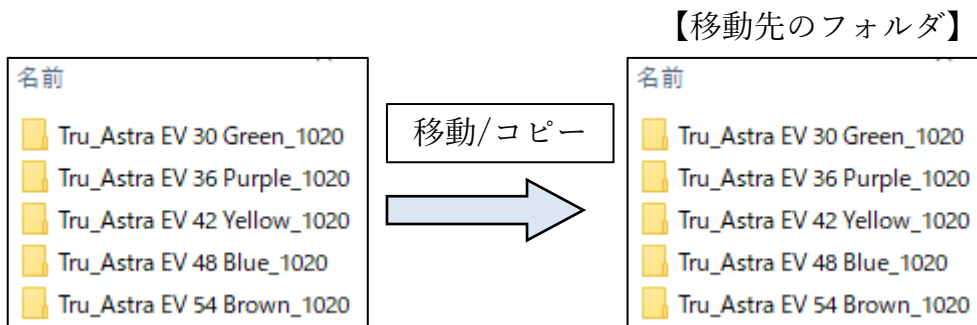 【移動先のフォルダ】
名前
Tru_Astra EV 30 Green_1020
Tru_Astra EV 36 Purple_1020
Tru_Astra EV 42 Yellow_1020
Tru_Astra EV 48 Blue_1020
Tru_Astra EV 54 Brown_1020
移動/コピー
名前
Tru_Astra EV 30 Green_1020
Tru_Astra EV 36 Purple_1020
Tru_Astra EV 42 Yellow_1020
Tru_Astra EV 48 Blue_1020
Tru_Astra EV 54 Brown_1020